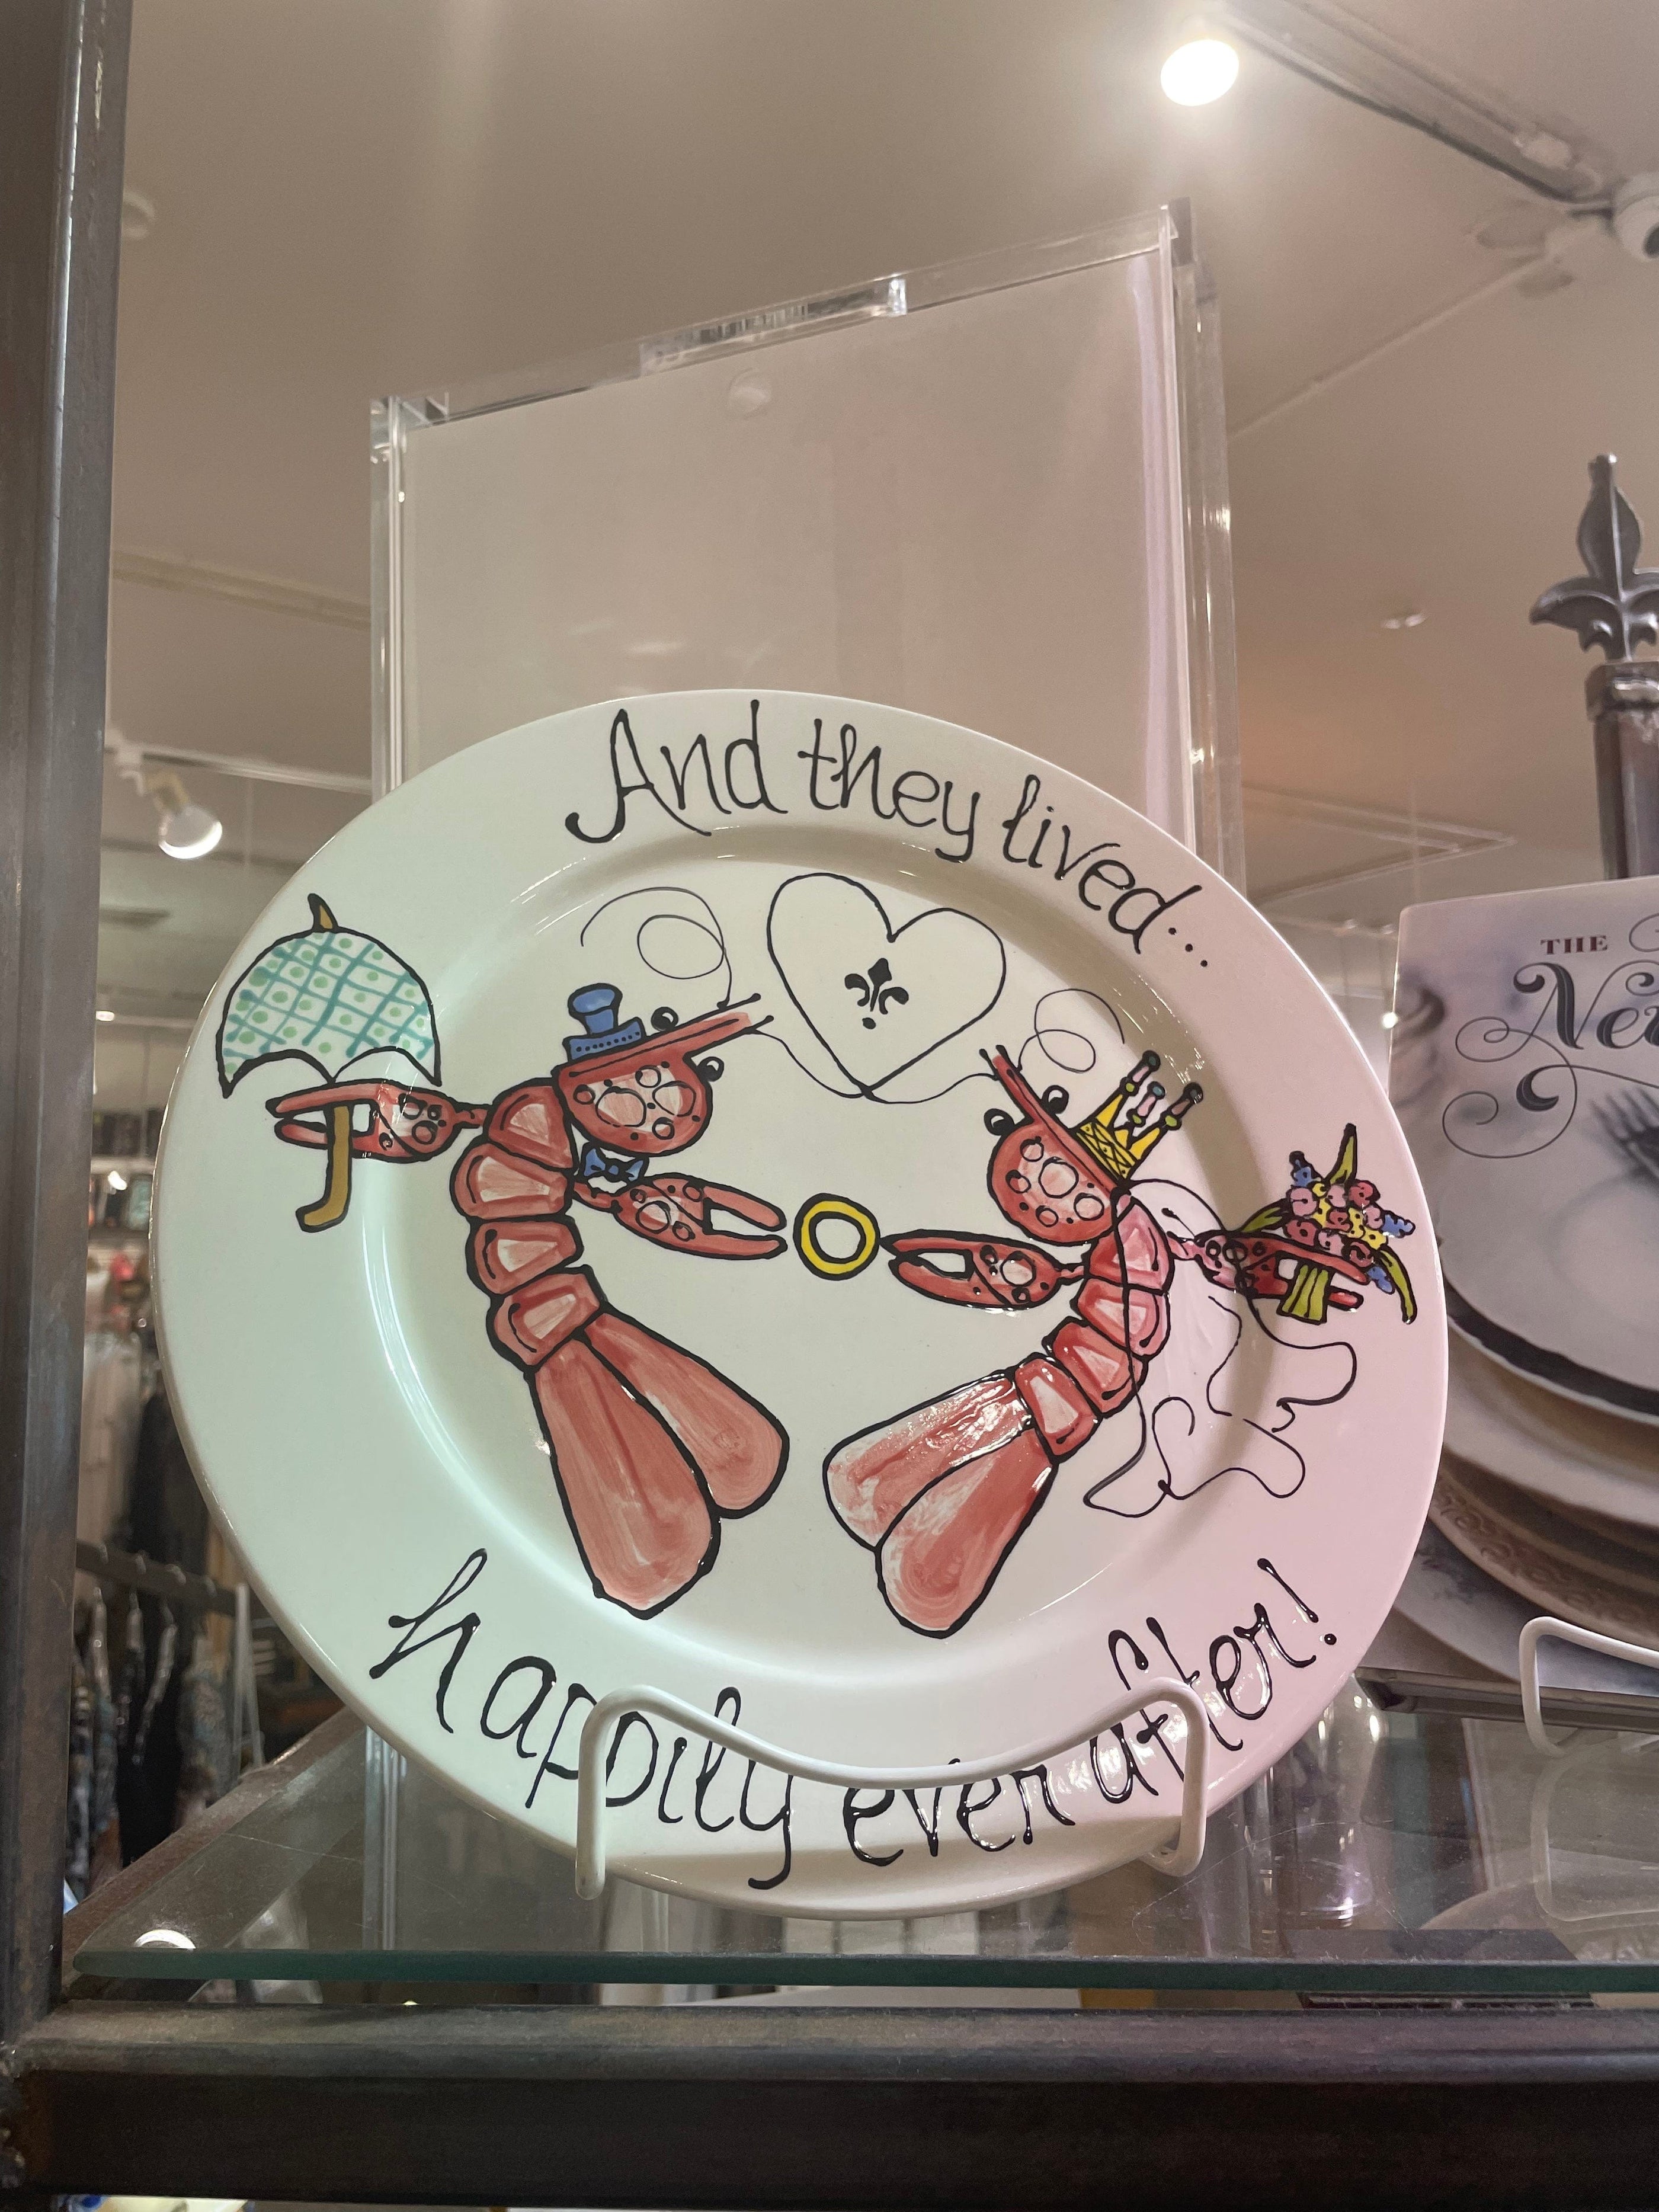 And they lived...
happily ever after!
THE